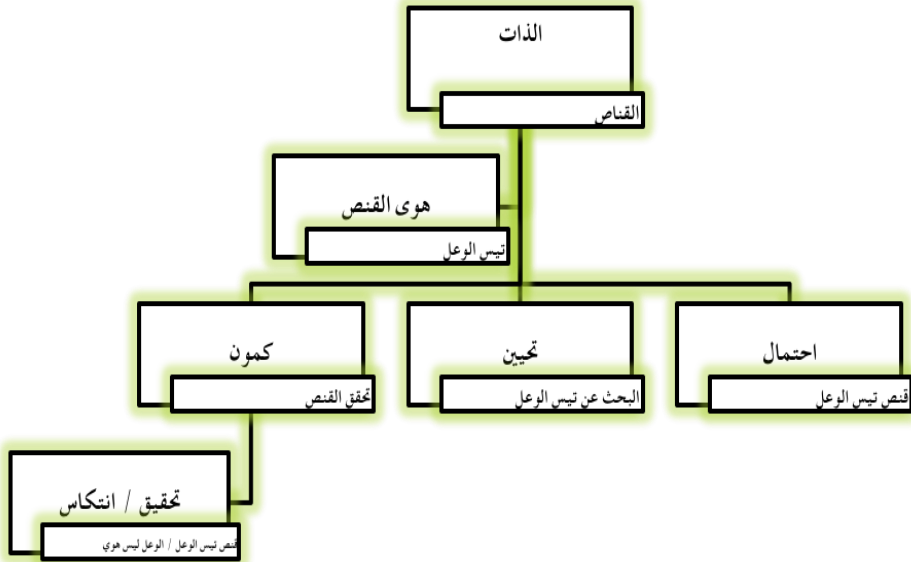 الذات
القناص
هوى القنص
تيس الوعل
احتمال
قنص تيس الوعل
تحيين
البحث عن تيس الوعل
كمون
تحقق القنص
تحقيق / انتكاس
قنص تيس الوعل / الوعل ليس هوي